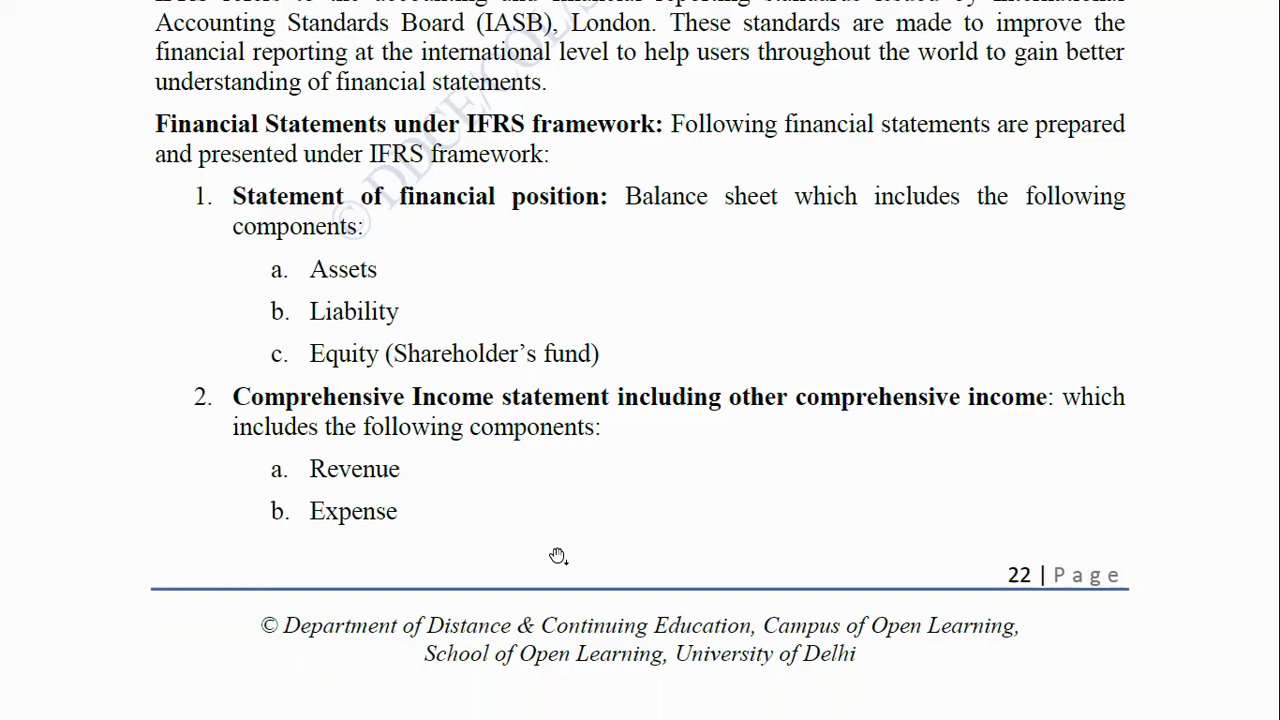 Accounting Standards Board (IASB), London. These standards are made to improve the
financial reporting at the international level to help users throughout the world to gain better
understanding of financial statements.
Financial Statements under IFRS framework: Following financial statements are prepared
and presented under IFRS framework:
1. Statement of financial position: Balance sheet which includes the following
components:
a. Assets
b. Liability
c. Equity (Shareholder’s fund)
2. Comprehensive Income statement including other comprehensive income: which
includes the following components:
a. Revenue
b. Expense
22 | Page
© Department of Distance & Continuing Education, Campus of Open Learning,
School of Open Learning, University of Delhi
© DDCE/COL/